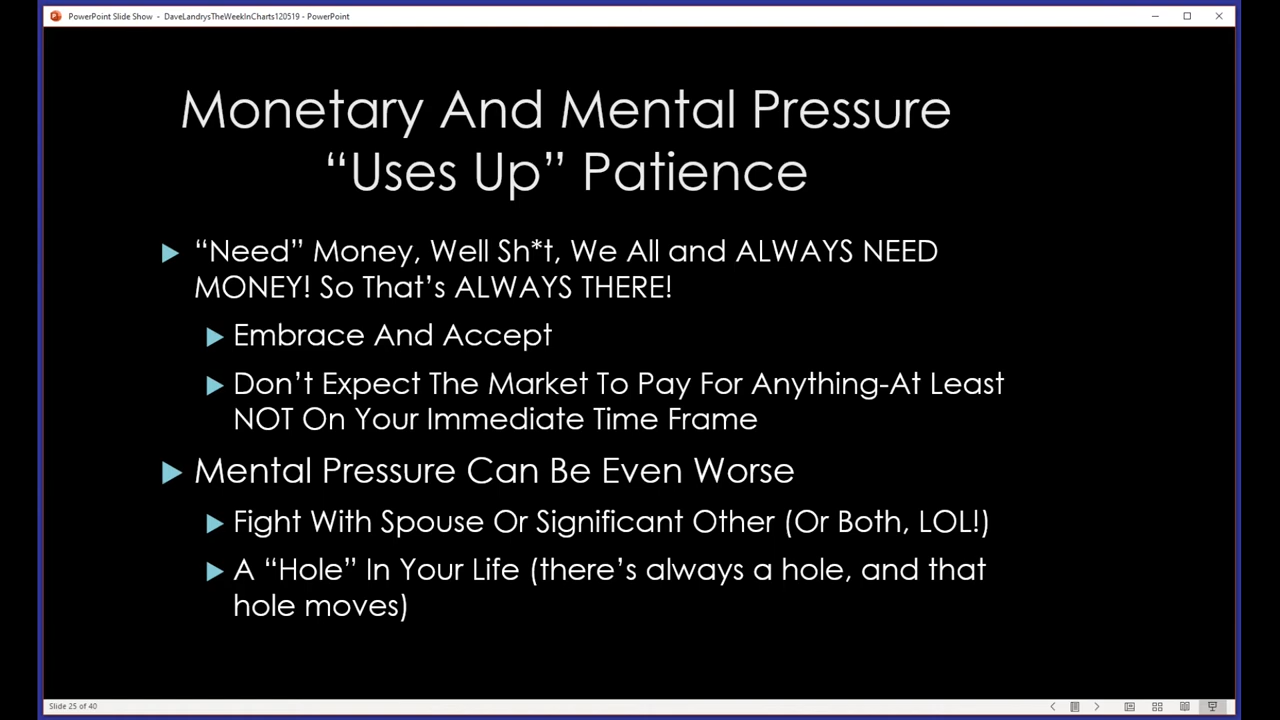 PowerPoint Slide Show - DaveLandrysTheWeekInCharts120519 - PowerPoint
Monetary And Mental Pressure
“Uses Up” Patience
“Need” Money, Well Sh*t, We All and ALWAYS NEED
MONEY! So That’s ALWAYS THERE!
Embrace And Accept
Don’t Expect The Market To Pay For Anything-At Least
NOT On Your Immediate Time Frame
Mental Pressure Can Be Even Worse
Fight With Spouse Or Significant Other (Or Both, LOL!)
A “Hole” In Your Life (there’s always a hole, and that
hole moves)
Slide 25 of 40